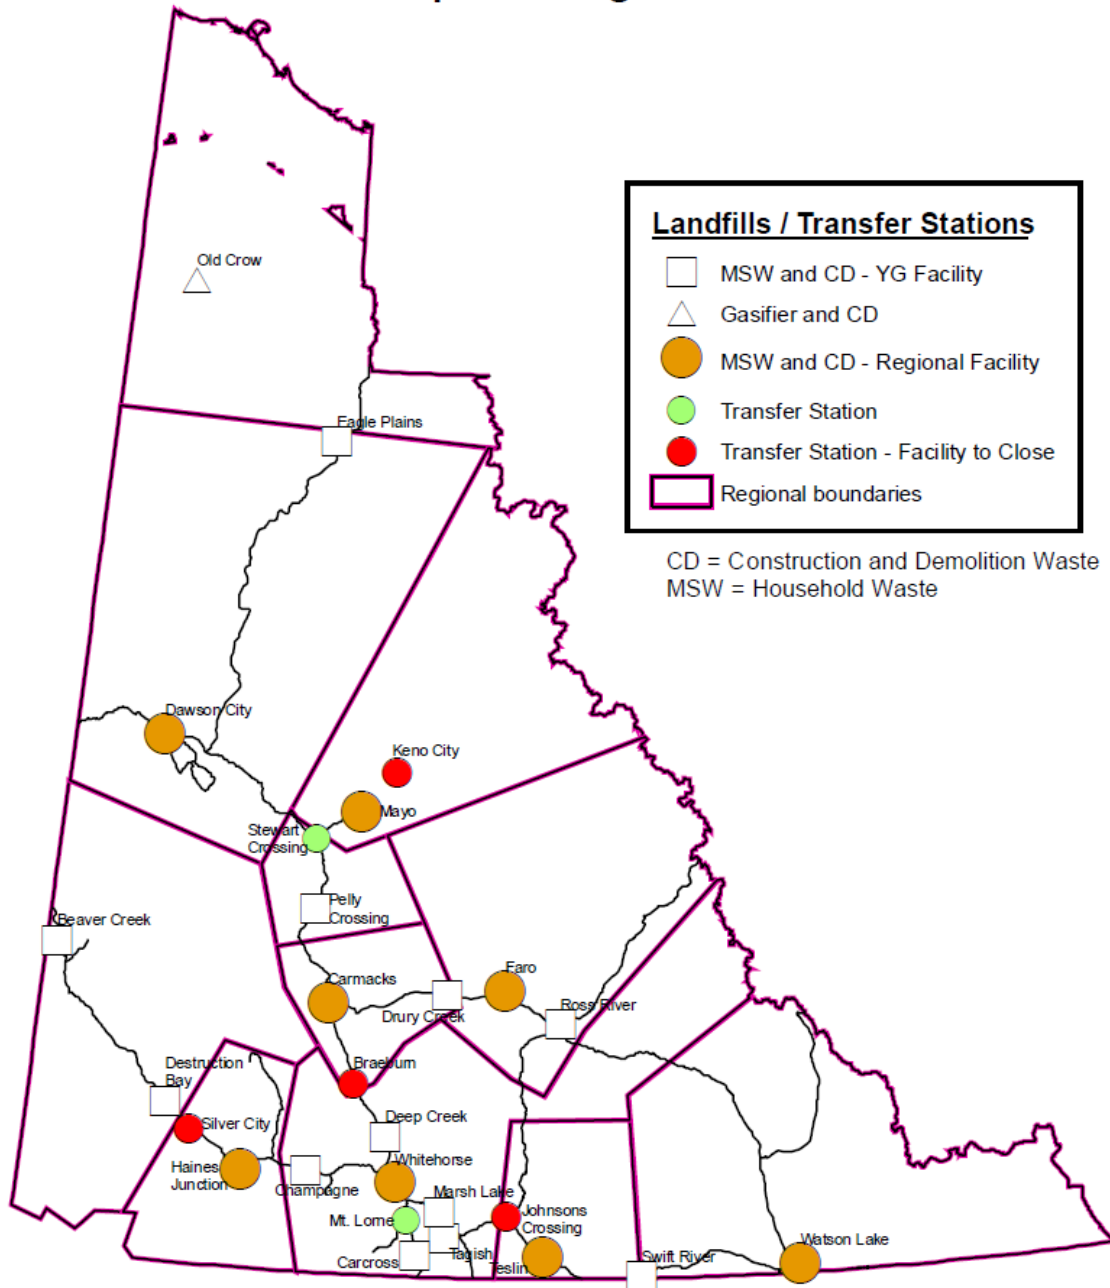 Old Crow
Landfills / Transfer Stations
MSW and CD - YG Facility
Gasifier and CD
MSW and CD - Regional Facility
Transfer Station
Transfer Station - Facility to Close
Regional boundaries
CD = Construction and Demolition Waste
MSW = Household Waste
Eagle Plains
Dawson City
Keno City
Mayo
Stewart
Crossing
Pelly
Crossing
Beaver Creek
Carmacks
Faro
Drury Creek
Ross River
Destruction
Bay
Braeburn
Silver City
Deep Creek
Haines
Junction
Champagne
Whitehorse
Marsh Lake
Mt. Lorne
Johnsons
Crossing
Carcross
Tagish
Teslin
Swift River
Watson Lake